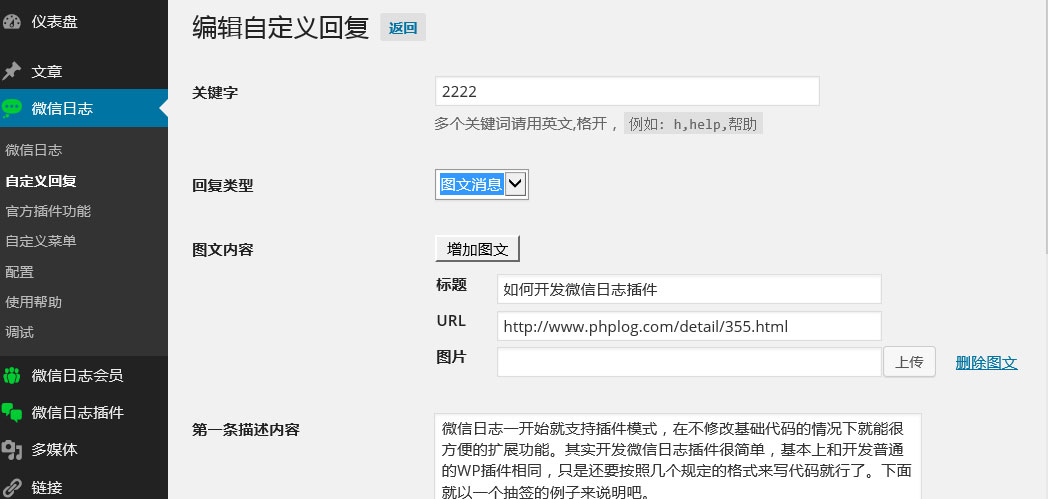 仪表盘
文章
微信日志
微信日志
自定义回复
官方插件功能
自定义菜单
配置
使用帮助
调试
微信日志会员
微信日志插件
多媒体
链接
编辑自定义回复 返回
关键字 2222
多个关键词请用英文,格开， 例如: h,help,帮助
回复类型 图文消息
图文内容 增加图文
标题 如何开发微信日志插件
URL http://www.phplog.com/detail/355.html
图片 上传 删除图文
第一条描述内容
微信日志一开始就支持插件模式，在不修改基础代码的情况下就能很
方便的扩展功能。其实开发微信日志插件很简单，基本上和开发普通
的WP插件相同，只是还要按照几个规定的格式来写代码就行了。下面
就以一个抽签的例子来说明吧。